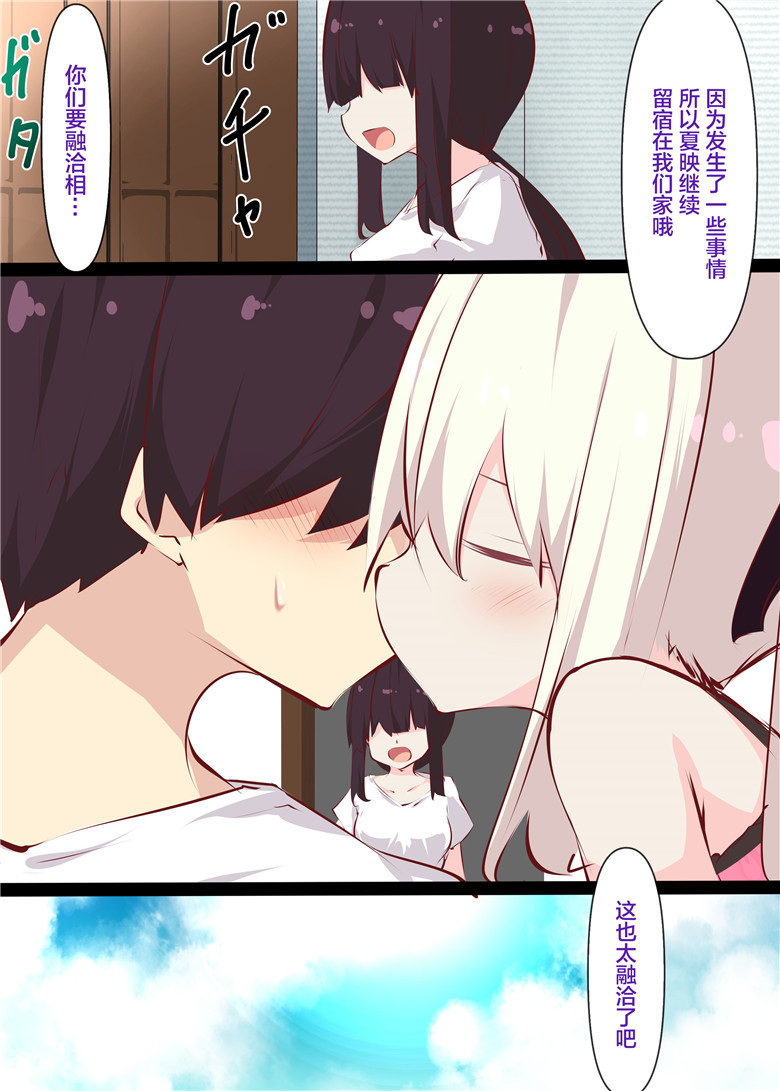 因为发生了一些事情
所以夏映继续
留宿在我们家哦
ガチャ
你们要融洽相…
ガタ
这也太融洽了吧